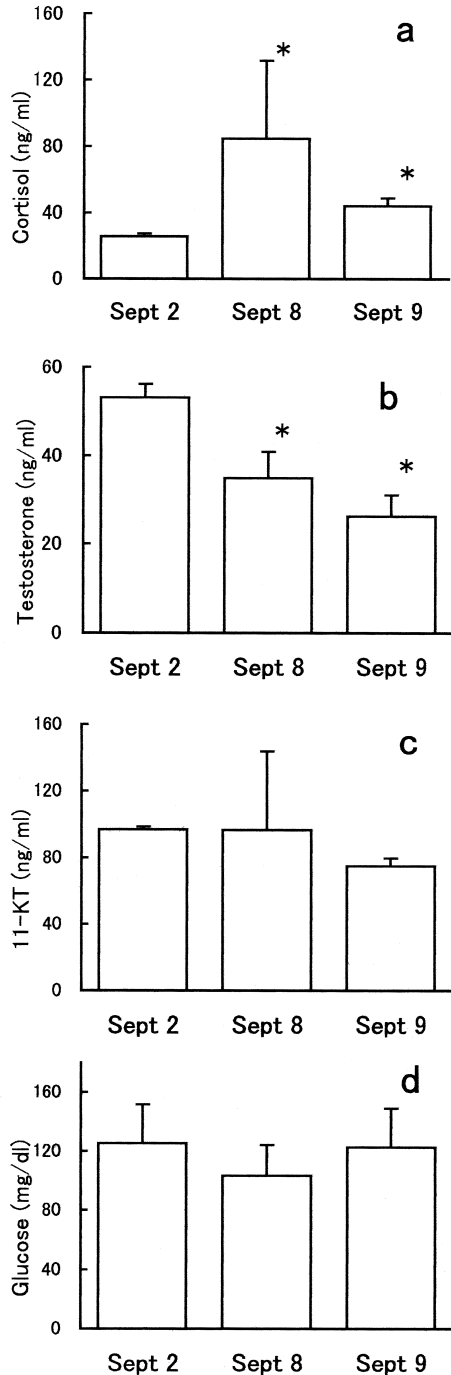 a
Cortisol (ng/ml)
160
120
80
40
0
*
*
Sept 2 Sept 8 Sept 9
b
Testosterone (ng/ml)
60
40
20
0
*
*
Sept 2 Sept 8 Sept 9
c
11-KT (ng/ml)
160
120
80
40
0
Sept 2 Sept 8 Sept 9
d
Glucose (mg/dl)
160
120
80
40
0
Sept 2 Sept 8 Sept 9